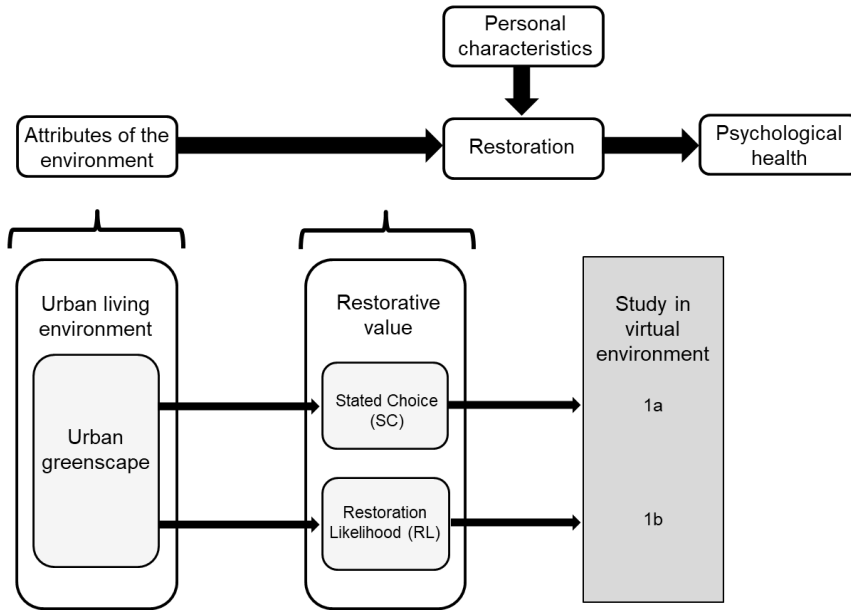 Personal
characteristics
Attributes of the
environment
Restoration
Psychological
health
Urban living
environment
Urban
greenscape
Restorative
value
Stated Choice
(SC)
Restoration
Likelihood (RL)
Study in
virtual
environment
1a
1b